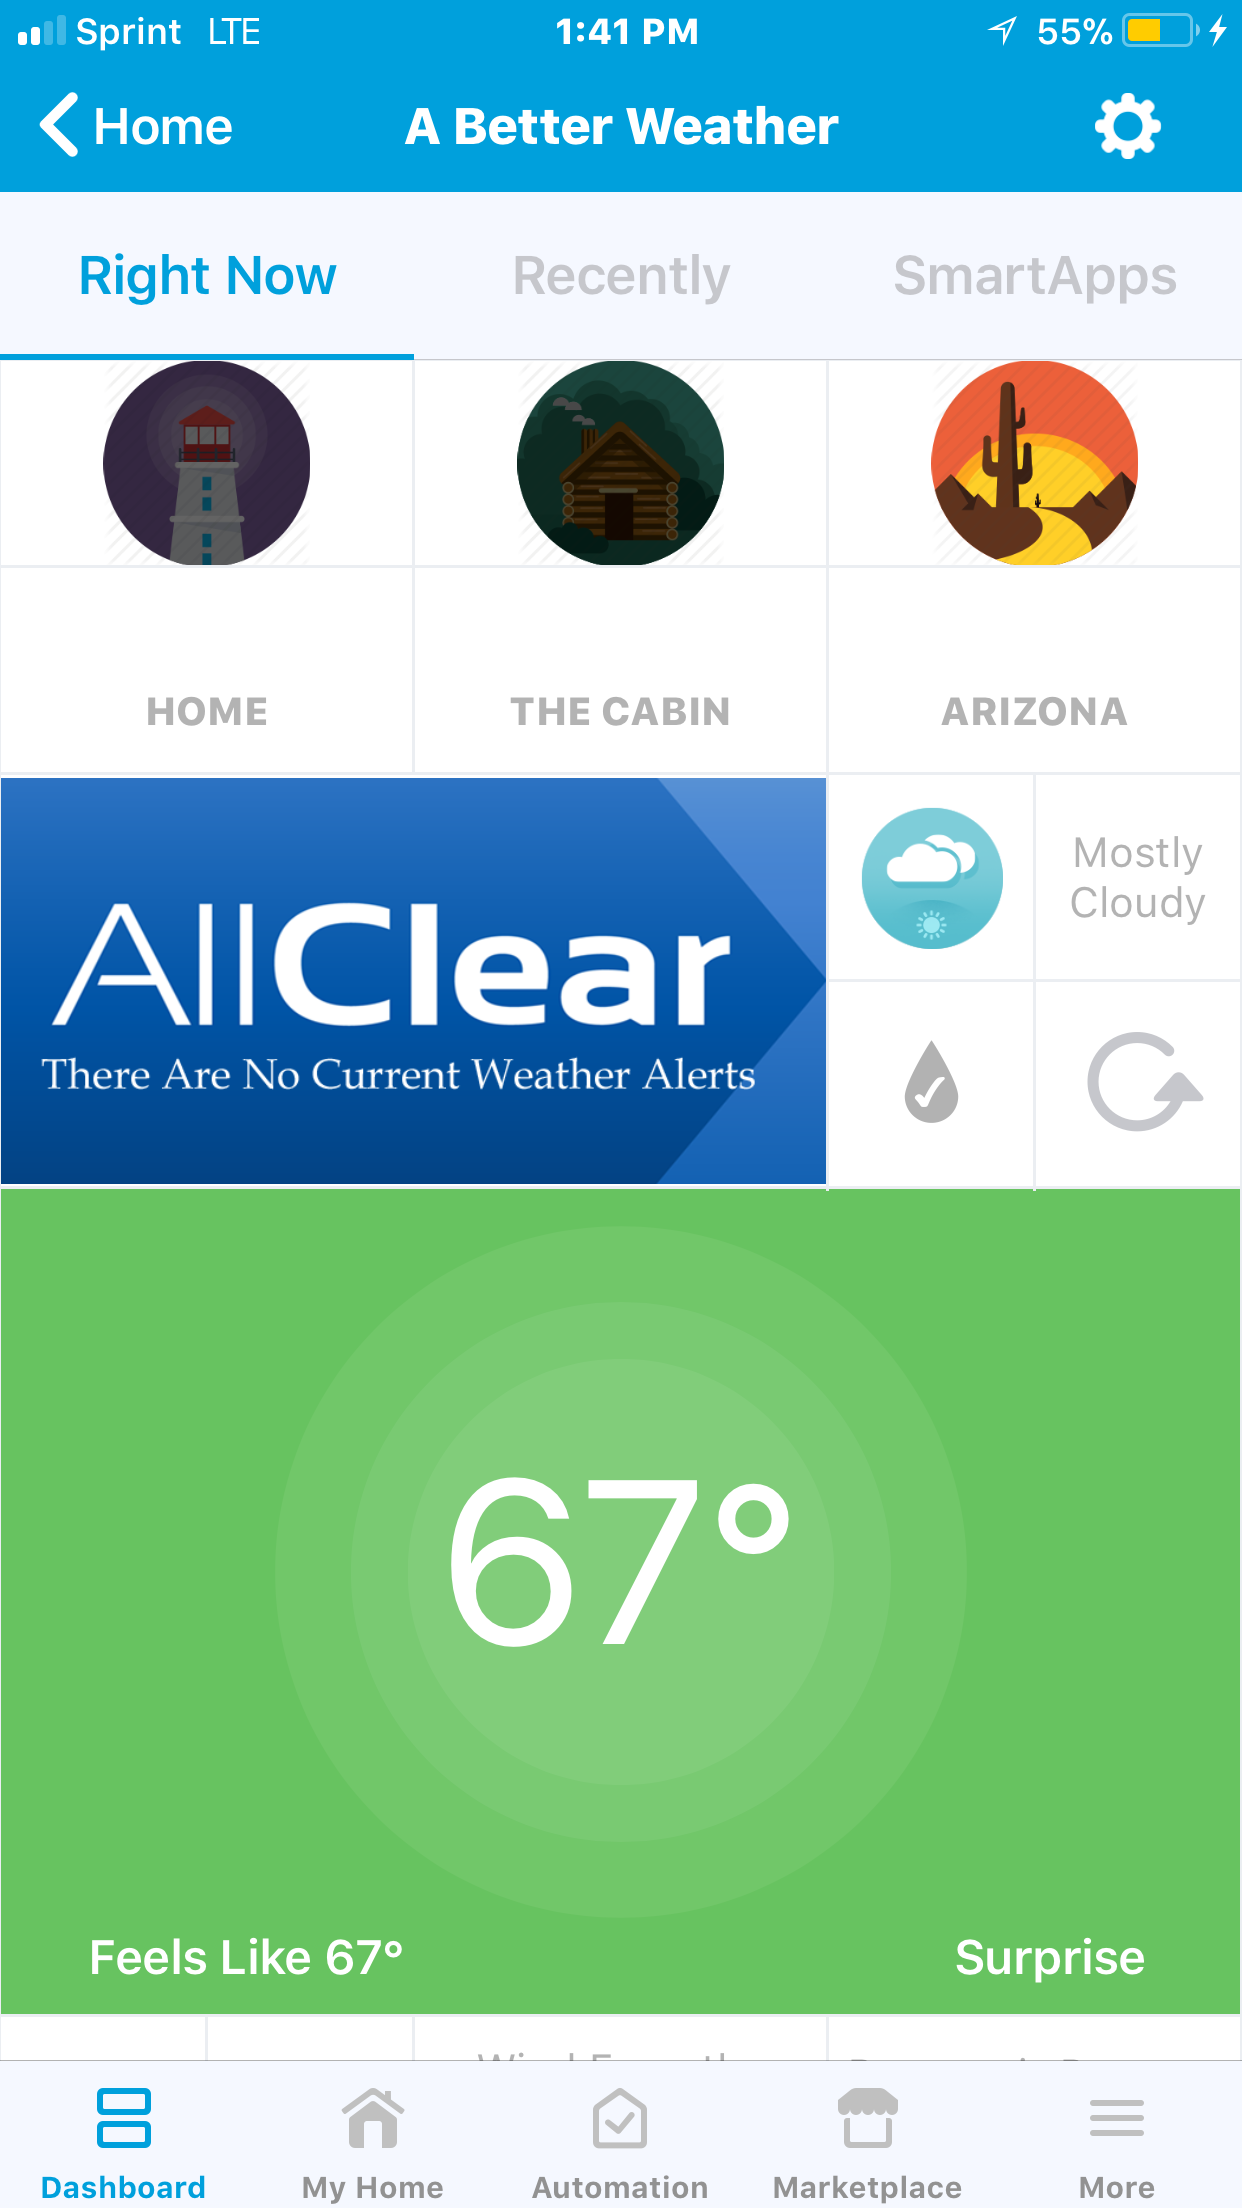 Sprint LTE 1:41 PM 55%
Home A Better Weather
Right Now Recently SmartApps
HOME THE CABIN ARIZONA
Mostly
Cloudy
AllClear
There Are No Current Weather Alerts
67°
Feels Like 67° Surprise
Dashboard My Home Automation Marketplace More